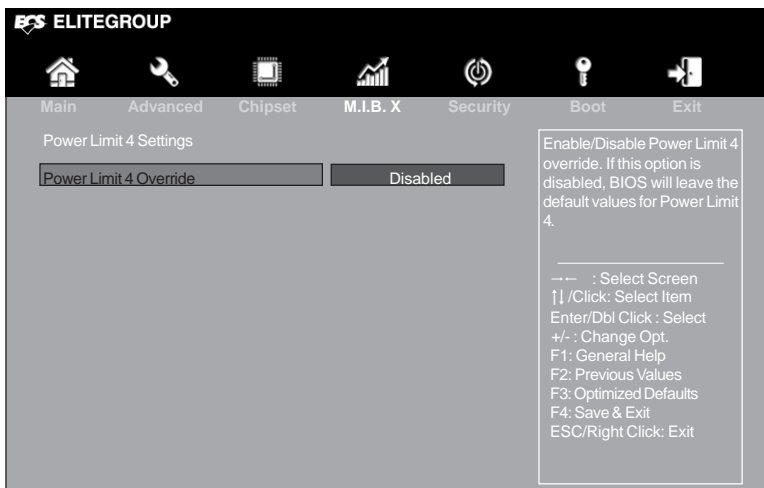 ECS ELITEGROUP
Main Advanced Chipset M.I.B. X Security Boot Exit
Power Limit 4 Settings
Power Limit 4 Override Disabled
Enable/Disable Power Limit 4
override. If this option is
disabled, BIOS will leave the
default values for Power Limit
4.
→← : Select Screen
↑↓/Click: Select Item
Enter/Dbl Click : Select
+/- : Change Opt.
F1: General Help
F2: Previous Values
F3: Optimized Defaults
F4: Save & Exit
ESC/Right Click: Exit